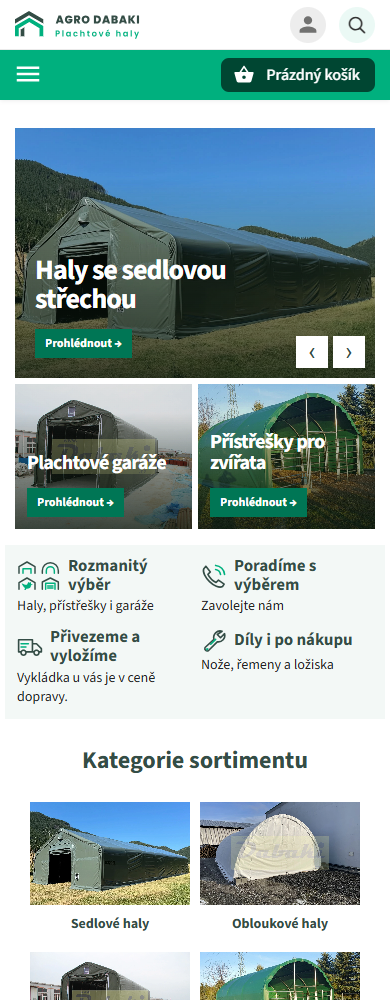 AGRO DABAKI
Plachtové haly
Prázdný košík
Haly se sedlovou
střechou
Prohlédnout →
‹ ›
Plachtové garáže
Prohlédnout →
Přístřešky pro
zvířata
Prohlédnout →
Rozmanitý
výběr
Haly, přístřešky i garáže
Poradíme s
výběrem
Zavolejte nám
Přivezeme a
vyložíme
Vykládka u vás je v ceně
dopravy.
Díly i po nákupu
Nože, řemeny a ložiska
Kategorie sortimentu
Dabaki
Sedlové haly
Obloukové haly